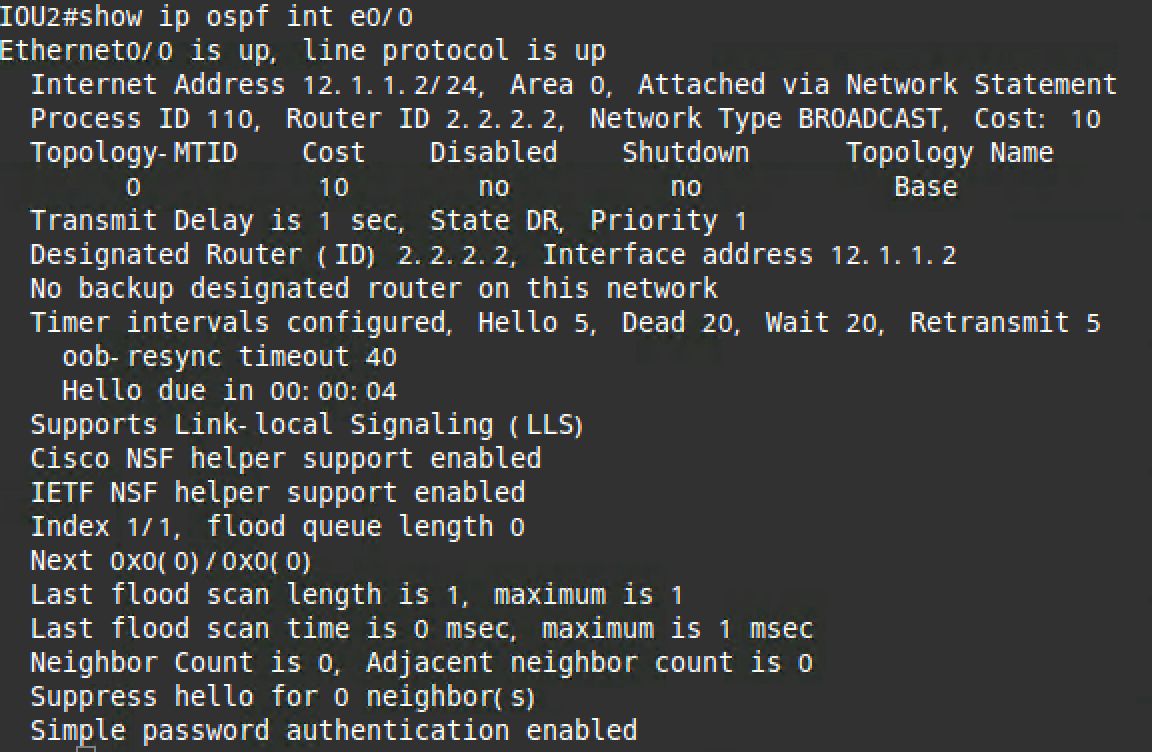 IOU2#show ip ospf int e0/0
Ethernet0/0 is up, line protocol is up
Internet Address 12.1.1.2/24, Area 0, Attached via Network Statement
Process ID 110, Router ID 2.2.2.2, Network Type BROADCAST, Cost: 10
Topology-MTID    Cost    Disabled    Shutdown      Topology Name
0           10         no          no            Base
Transmit Delay is 1 sec, State DR, Priority 1
Designated Router (ID) 2.2.2.2, Interface address 12.1.1.2
No backup designated router on this network
Timer intervals configured, Hello 5, Dead 20, Wait 20, Retransmit 5
oob-resync timeout 40
Hello due in 00:00:04
Supports Link-local Signaling (LLS)
Cisco NSF helper support enabled
IETF NSF helper support enabled
Index 1/1, flood queue length 0
Next 0x0(0)/0x0(0)
Last flood scan length is 1, maximum is 1
Last flood scan time is 0 msec, maximum is 1 msec
Neighbor Count is 0, Adjacent neighbor count is 0
Suppress hello for 0 neighbor(s)
Simple password authentication enabled